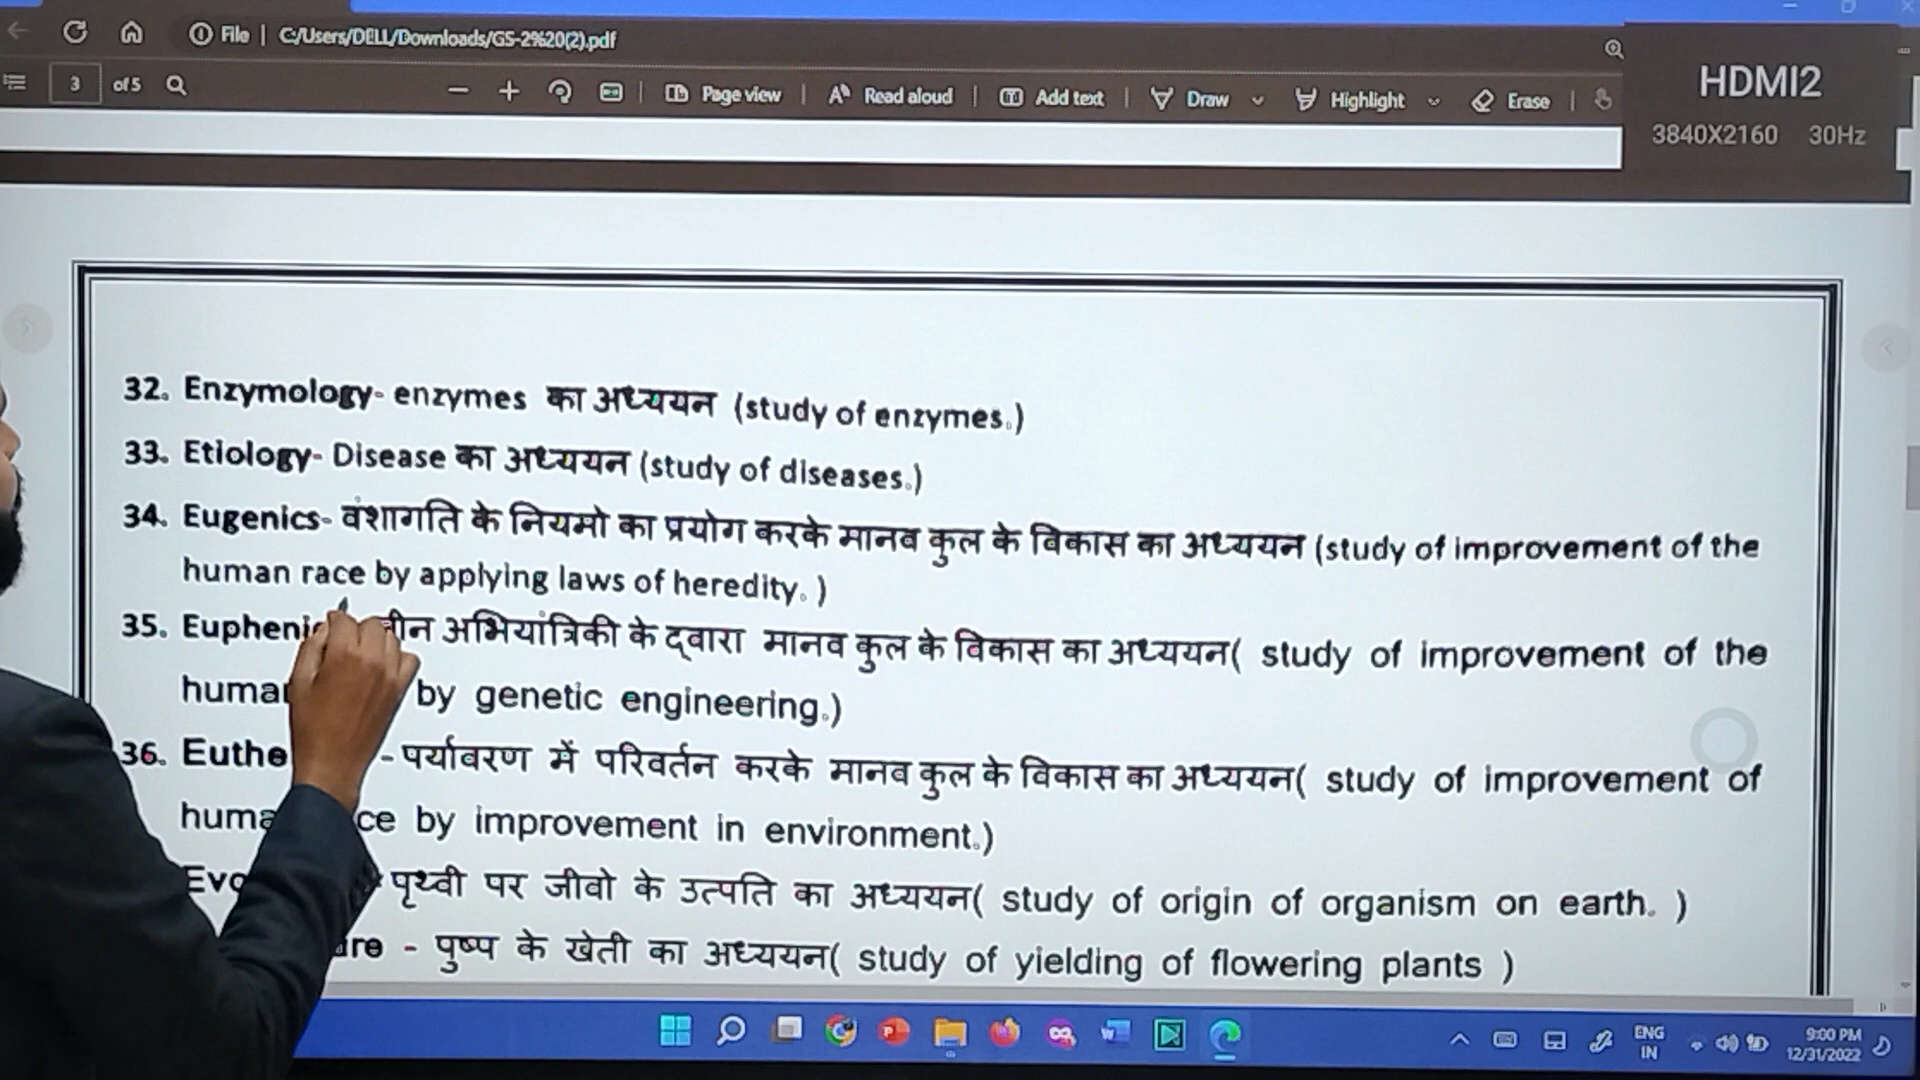 File | C:/Users/DELL/Downloads/GS-2%20(2).pdf
3 of 5 Page view | Read aloud | Add text | Draw Highlight Erase
HDMI2
3840X2160 30Hz
32. Enzymology- enzymes का अध्ययन (study of enzymes.)
33. Etiology- Disease का अध्ययन (study of diseases.)
34. Eugenics- वंशागति के नियमो का प्रयोग करके मानव कुल के विकास का अध्ययन (study of improvement of the
human race by applying laws of heredity. )
35. अभियांत्रिकी के द्वारा मानव कुल के विकास का अध्ययन( study of improvement of the
by genetic engineering.)
36. - पर्यावरण में परिवर्तन करके मानव कुल के विकास का अध्ययन( study of improvement of
by improvement in environment.)
पृथ्वी पर जीवो के उत्पति का अध्ययन( study of origin of organism on earth. )
- पुष्प के खेती का अध्ययन( study of yielding of flowering plants )
ENG
IN
9:00 PM
12/31/2022